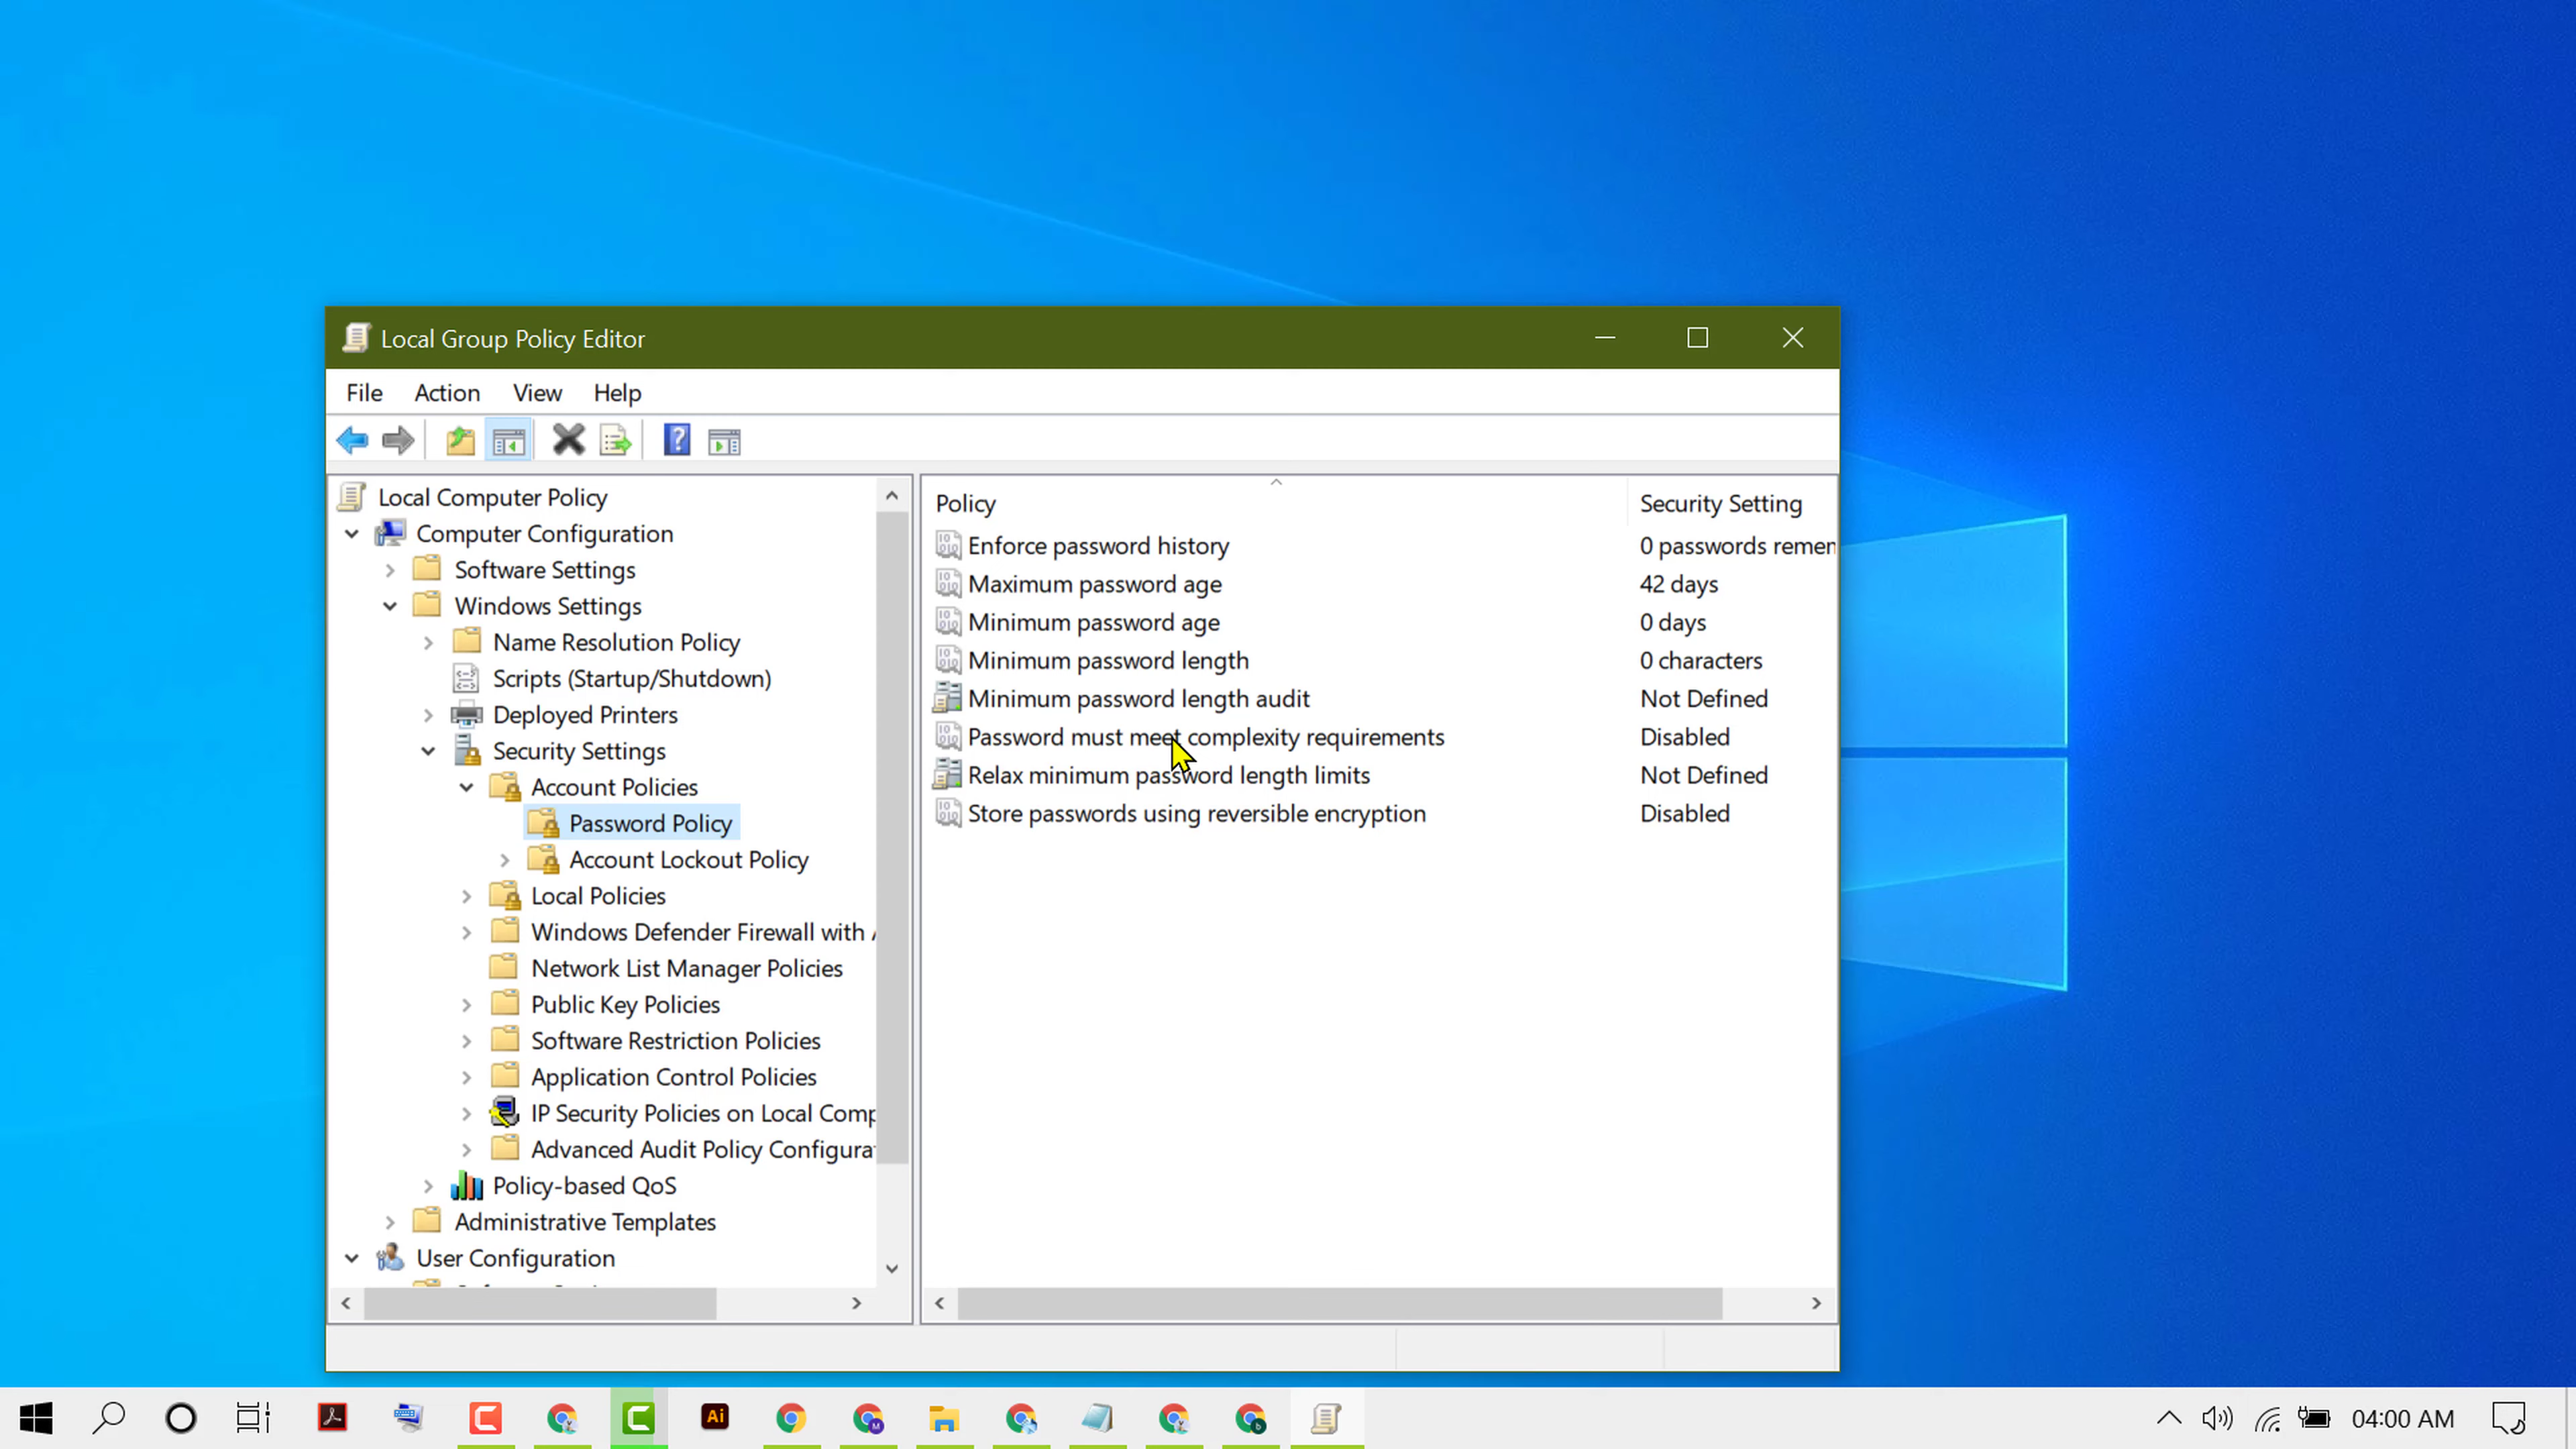 Local Group Policy Editor
File Action View Help
Local Computer Policy
Computer Configuration
Software Settings
Windows Settings
Name Resolution Policy
Scripts (Startup/Shutdown)
Deployed Printers
Security Settings
Account Policies
Password Policy
Account Lockout Policy
Local Policies
Windows Defender Firewall with
Network List Manager Policies
Public Key Policies
Software Restriction Policies
Application Control Policies
IP Security Policies on Local Comp
Advanced Audit Policy Configura
Policy-based QoS
Administrative Templates
User Configuration
Policy Security Setting
Enforce password history 0 passwords remem
Maximum password age 42 days
Minimum password age 0 days
Minimum password length 0 characters
Minimum password length audit Not Defined
Password must meet complexity requirements Disabled
Relax minimum password length limits Not Defined
Store passwords using reversible encryption Disabled
Ai
04:00 AM